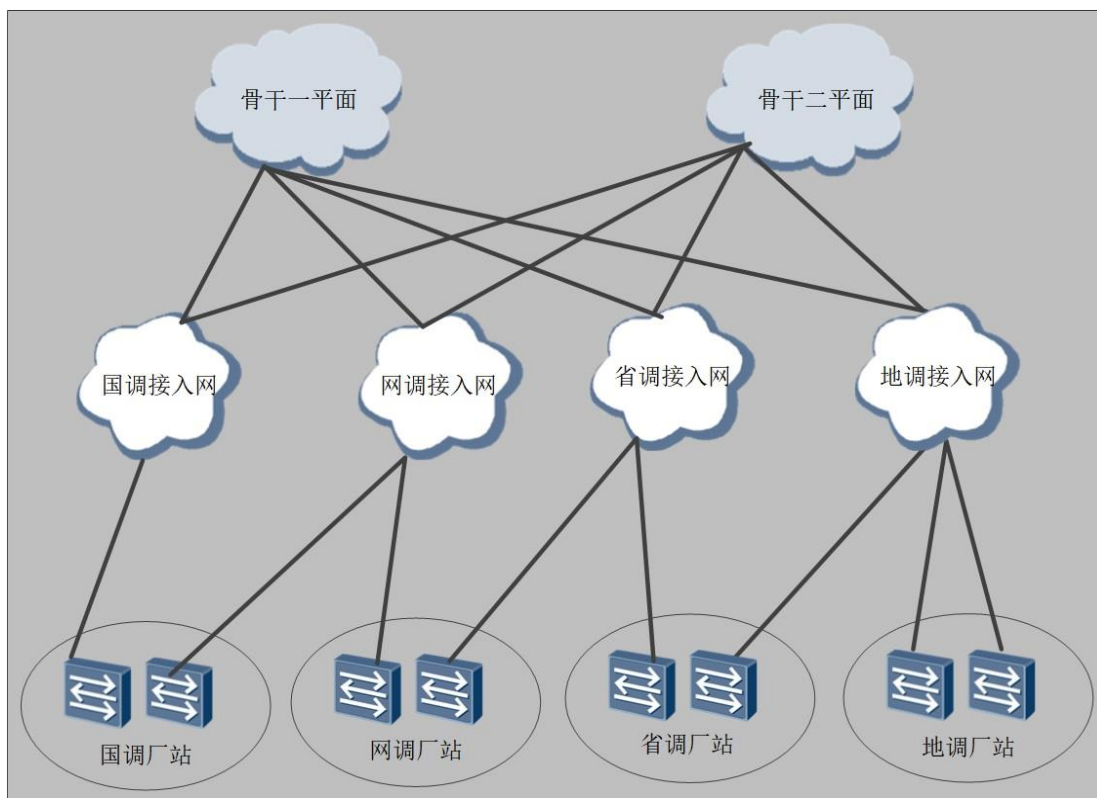 骨干一平面
骨干二平面
国调接入网
网调接入网
省调接入网
地调接入网
国调厂站
网调厂站
省调厂站
地调厂站